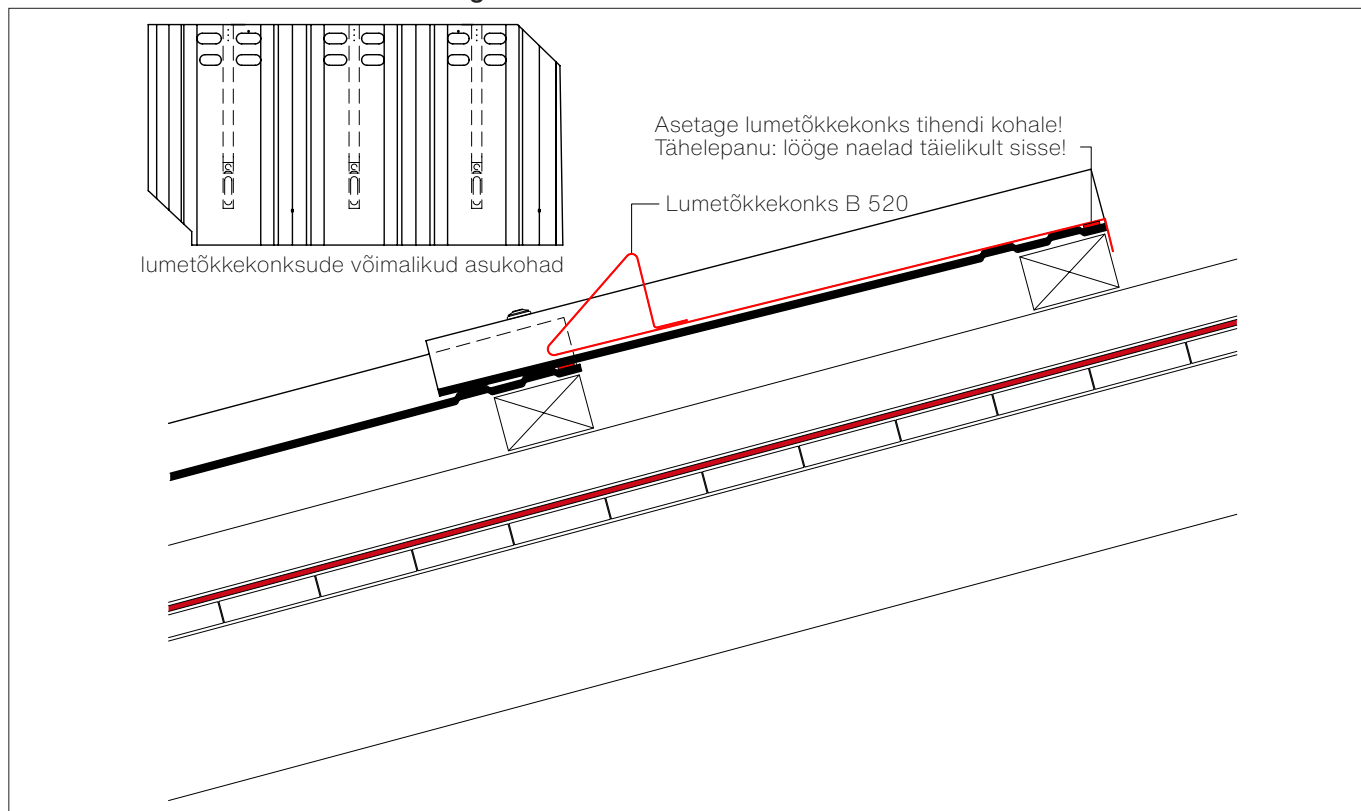 Asetage lumetõkkekonks tihendi kohale!
Tähelepanu: lööge naelad täielikult sisse!
Lumetõkkekonks B 520
lumetõkkekonksude võimalikud asukohad